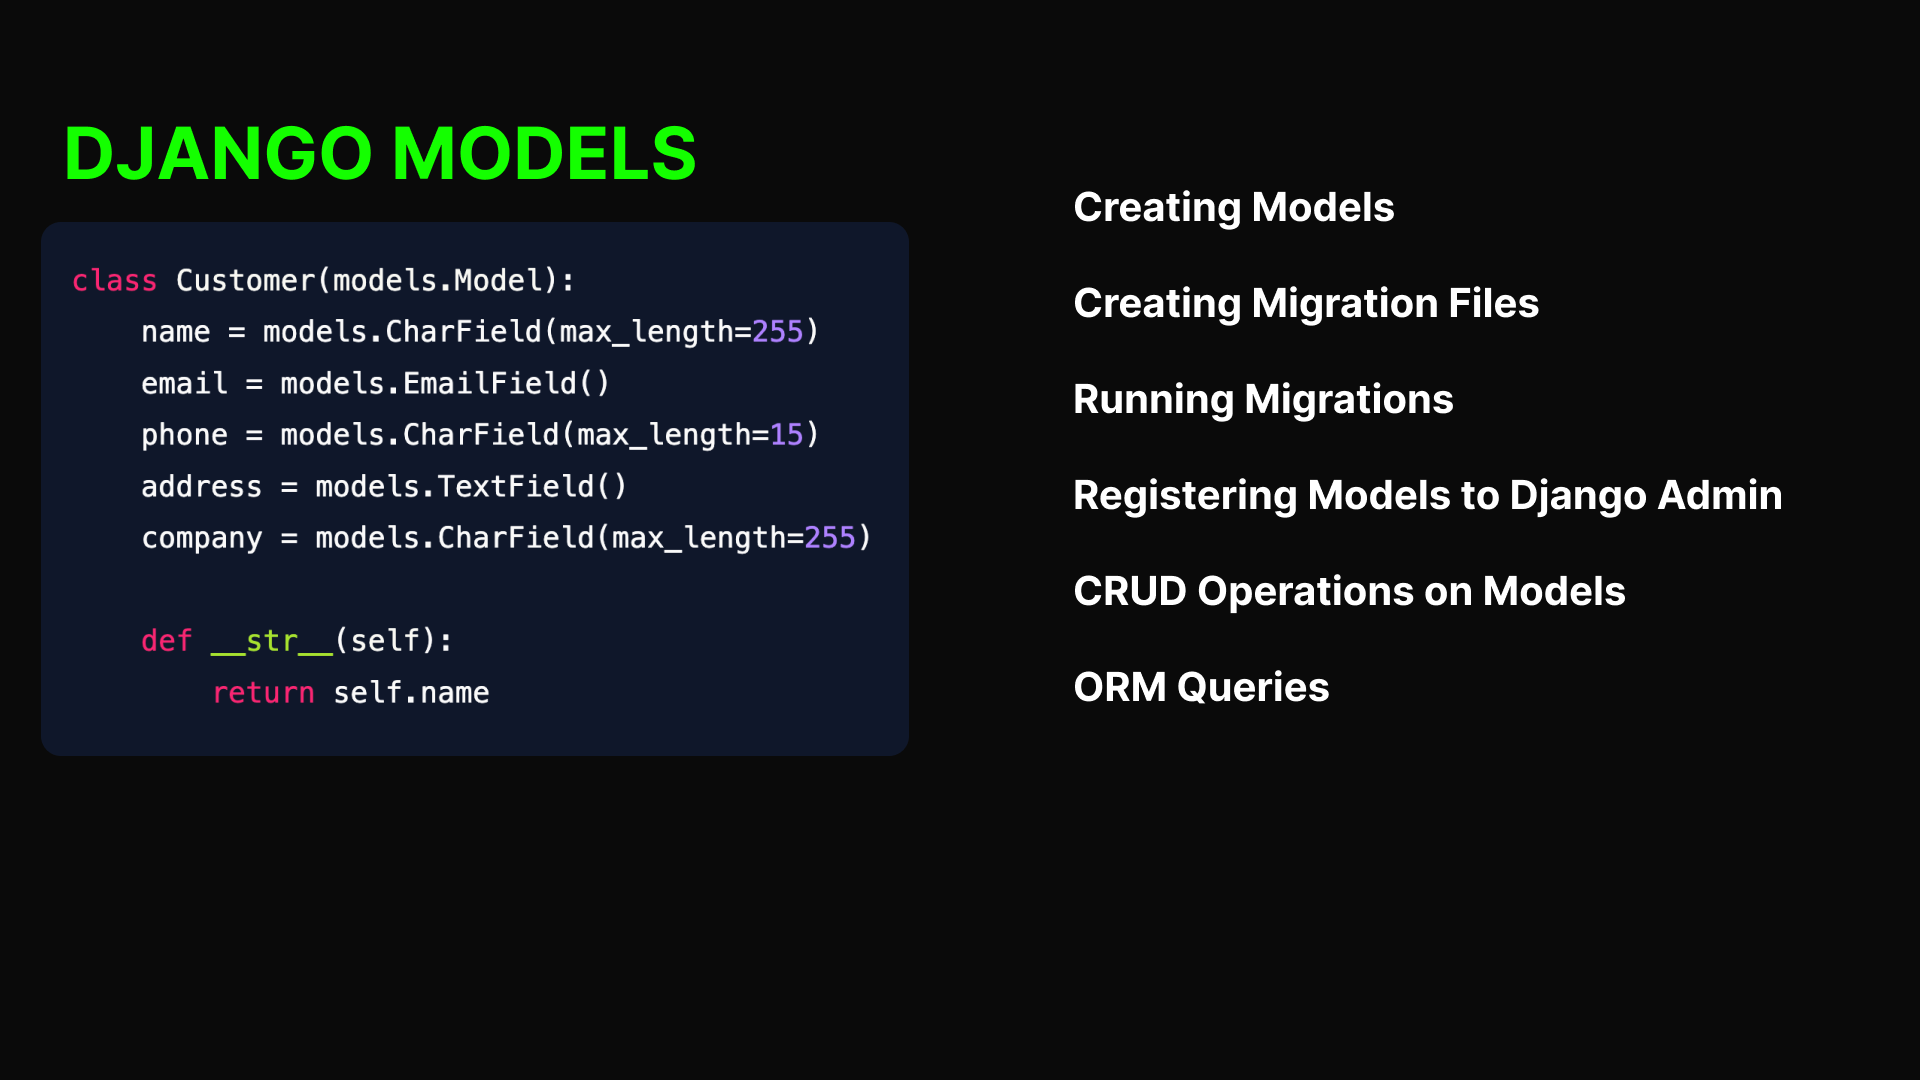 DJANGO MODELS
class Customer(models.Model):
    name = models.CharField(max_length=255)
    email = models.EmailField()
    phone = models.CharField(max_length=15)
    address = models.TextField()
    company = models.CharField(max_length=255)
    def __str__(self):
        return self.name
Creating Models
Creating Migration Files
Running Migrations
Registering Models to Django Admin
CRUD Operations on Models
ORM Queries